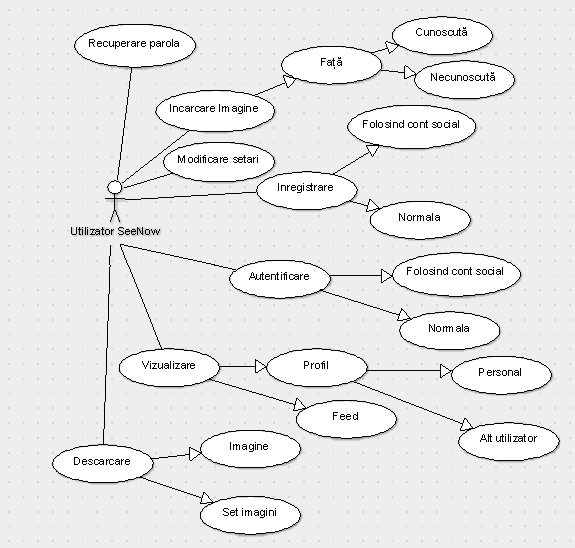 Recuperare parola
Cunoscută
Față
Necunoscută
Incarcare Imagine
Folosind cont social
Modificare setari
Inregistrare
Normala
Utilizator SeeNow
Autentificare
Folosind cont social
Normala
Vizualizare
Profil
Personal
Feed
Alt utilizator
Descarcare
Imagine
Set imagini